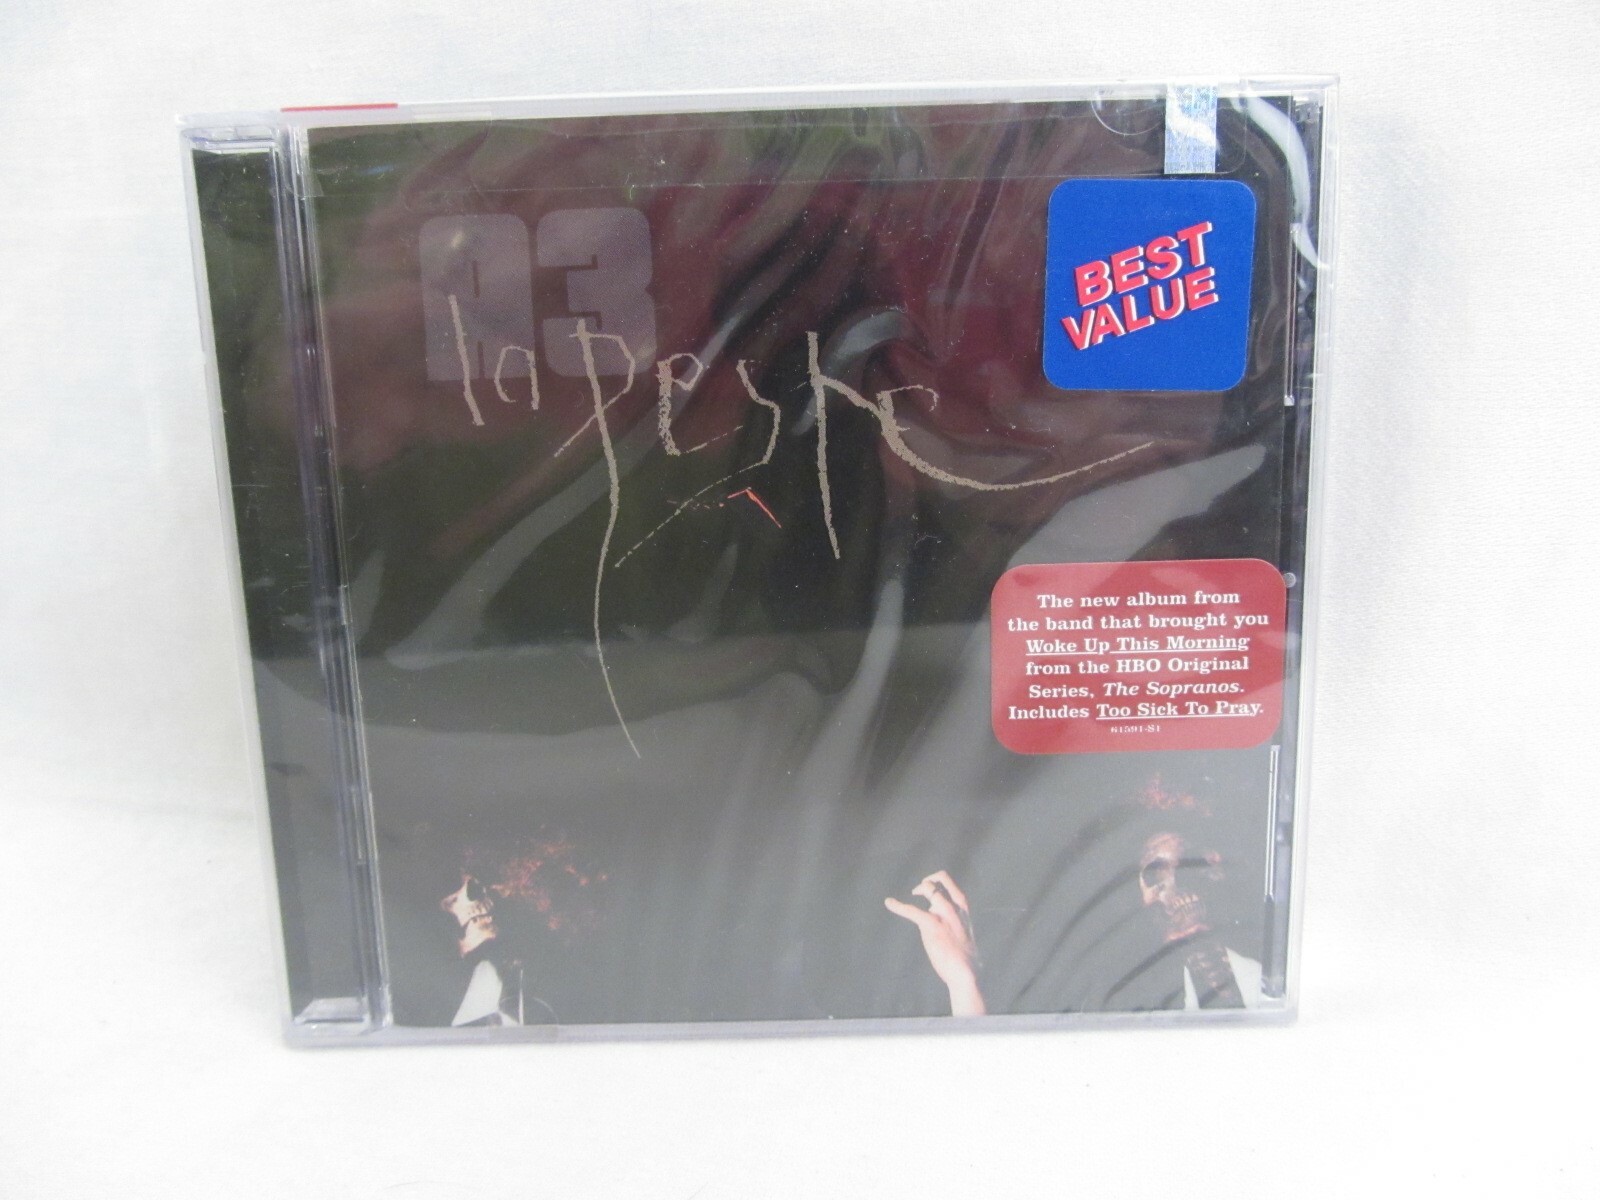 A3
la peste
BEST
VALUE
The new album from
the band that brought you
Woke Up This Morning
from the HBO Original
Series, The Sopranos.
Includes Too Sick To Pray.
61591-S1